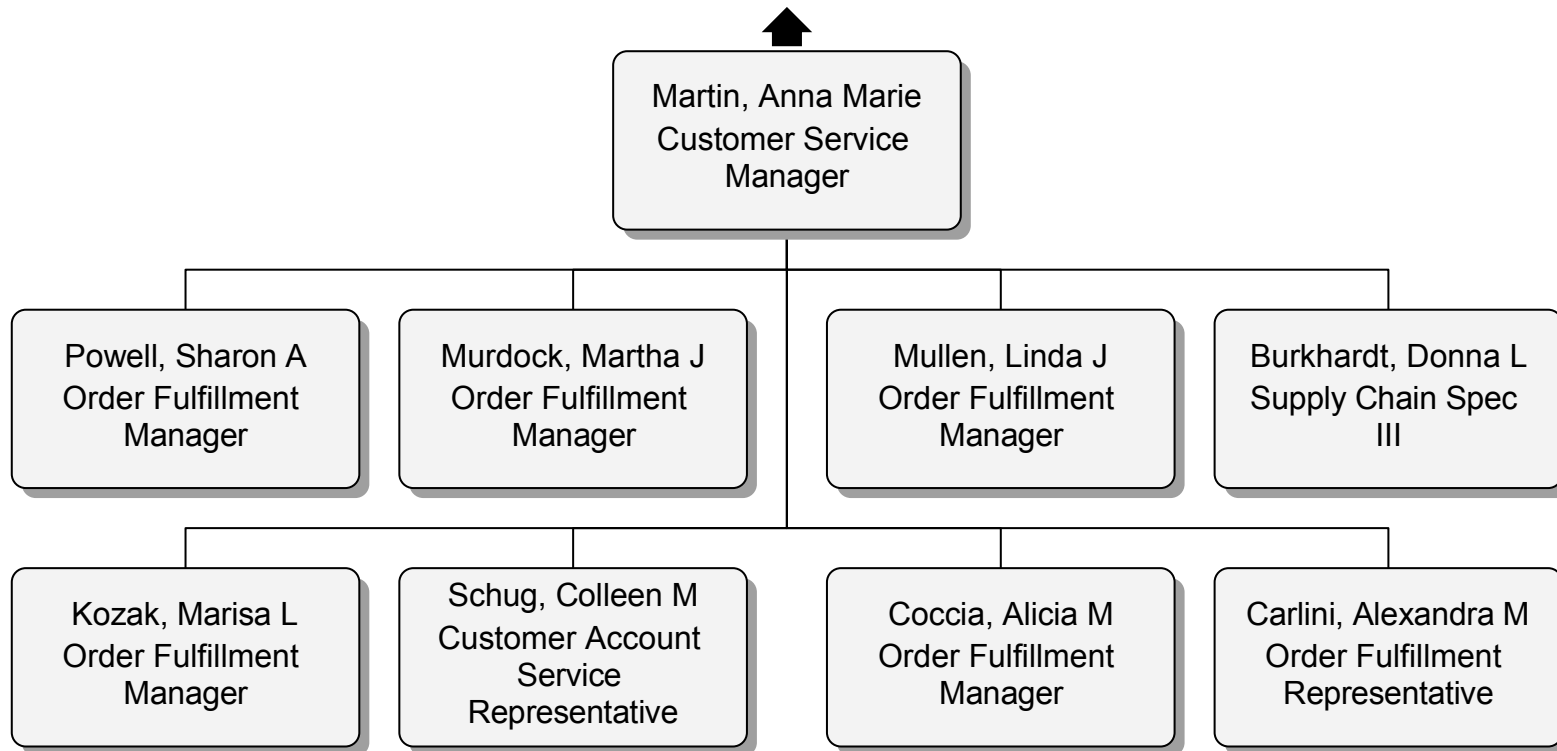 Martin, Anna Marie
Customer Service
Manager
Powell, Sharon A
Order Fulfillment
Manager
Murdock, Martha J
Order Fulfillment
Manager
Mullen, Linda J
Order Fulfillment
Manager
Burkhardt, Donna L
Supply Chain Spec
III
Kozak, Marisa L
Order Fulfillment
Manager
Schug, Colleen M
Customer Account
Service
Representative
Coccia, Alicia M
Order Fulfillment
Manager
Carlini, Alexandra M
Order Fulfillment
Representative